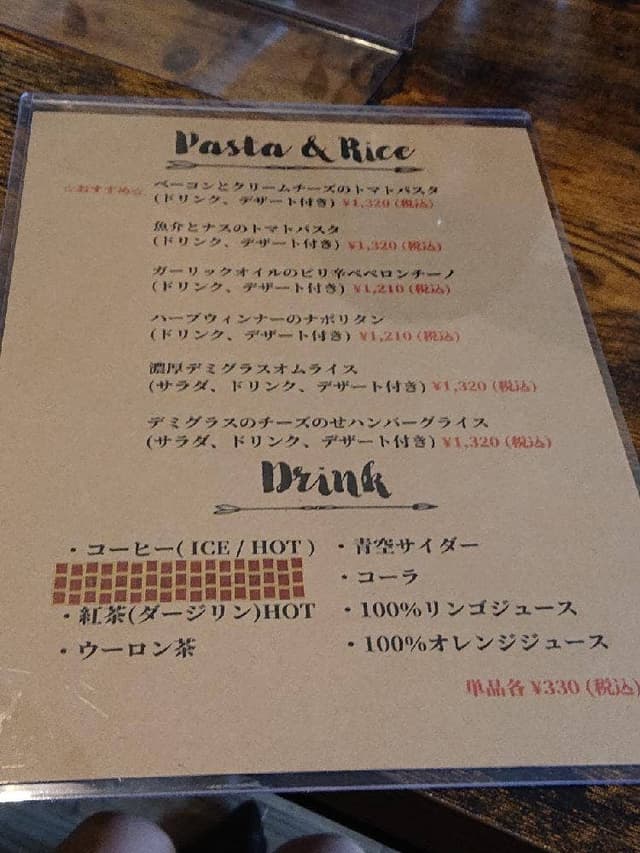 Pasta & Rice
☆おすすめ☆ ベーコンとクリームチーズのトマトパスタ
(ドリンク、デザート付き) ¥1,320 (税込)
魚介とナスのトマトパスタ
(ドリンク、デザート付き) ¥1,320 (税込)
ガーリックオイルのピリ辛ペペロンチーノ
(ドリンク、デザート付き) ¥1,210 (税込)
ハーブウィンナーのナポリタン
(ドリンク、デザート付き) ¥1,210 (税込)
濃厚デミグラスオムライス
(サラダ、ドリンク、デザート付き) ¥1,320 (税込)
デミグラスのチーズのせハンバーグライス
(サラダ、ドリンク、デザート付き) ¥1,320 (税込)
Drink
・コーヒー( ICE / HOT )
・紅茶(ダージリン)HOT
・ウーロン茶
・青空サイダー
・コーラ
・100%リンゴジュース
・100%オレンジジュース
単品各 ¥330 (税込)